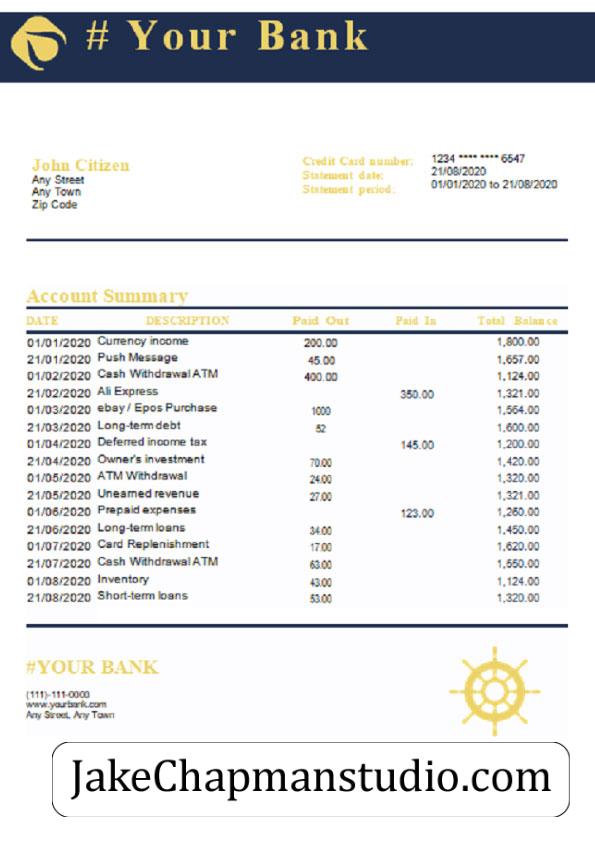 # Your Bank
John Citizen
Any Street
Any Town
Zip Code
Credit Card number: 1234 **** **** 6547
Statement date: 21/08/2020
Statement period: 01/01/2020 to 21/08/2020
Account Summary
DATE DESCRIPTION Paid Out Paid In Total Balance
01/01/2020 Currency income 200.00 1,800.00
21/01/2020 Push Message 45.00 1,657.00
01/02/2020 Cash Withdrawal ATM 400.00 1,124.00
21/02/2020 Ali Express 350.00 1,321.00
01/03/2020 ebay / Epos Purchase 1000 1,564.00
21/03/2020 Long-term debt 52 1,600.00
01/04/2020 Deferred income tax 145.00 1,200.00
21/04/2020 Owner's investment 70.00 1,420.00
01/05/2020 ATM Withdrawal 24.00 1,320.00
21/05/2020 Unearned revenue 27.00 1,321.00
01/06/2020 Prepaid expenses 123.00 1,260.00
21/06/2020 Long-term loans 34.00 1,450.00
01/07/2020 Card Replenishment 17.00 1,620.00
21/07/2020 Cash Withdrawal ATM 63.00 1,550.00
01/08/2020 Inventory 43.00 1,124.00
21/08/2020 Short-term loans 53.00 1,320.00
#YOUR BANK
(111)-111-0000
www.yourbank.com
Any Street, Any Town
JakeChapmanstudio.com